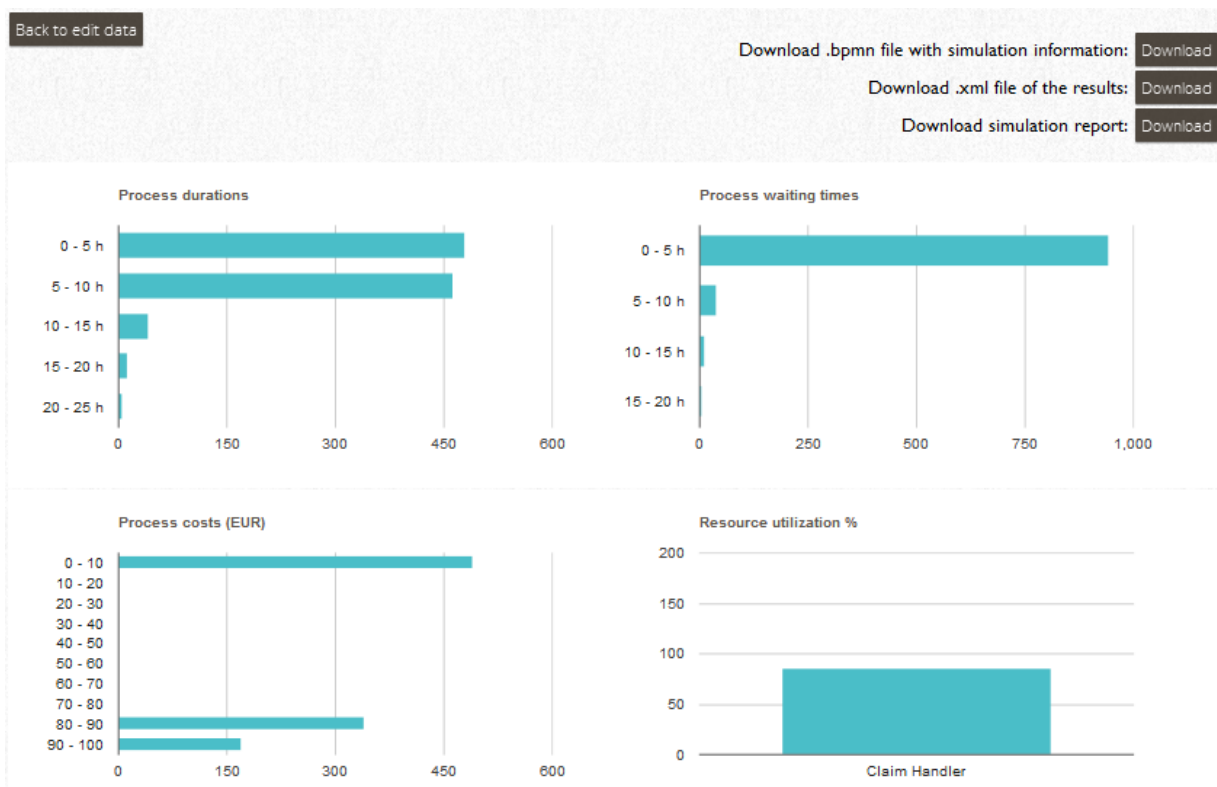 Back to edit data
Download .bpmn file with simulation information: Download
Download .xml file of the results: Download
Download simulation report: Download
Process durations
0 - 5 h
5 - 10 h
10 - 15 h
15 - 20 h
20 - 25 h
0 150 300 450 600
Process waiting times
0 - 5 h
5 - 10 h
10 - 15 h
15 - 20 h
0 250 500 750 1,000
Process costs (EUR)
0 - 10
10 - 20
20 - 30
30 - 40
40 - 50
50 - 60
60 - 70
70 - 80
80 - 90
90 - 100
0 150 300 450 600
Resource utilization %
200
150
100
50
0
Claim Handler